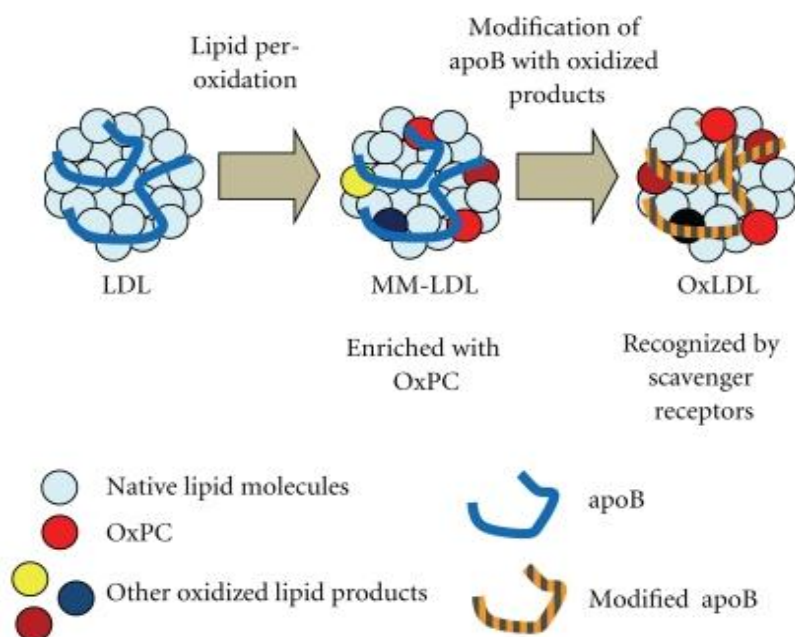 Lipid per-
oxidation
Modification of
apoB with oxidized
products
LDL
MM-LDL
OxLDL
Enriched with
OxPC
Recognized by
scavenger
receptors
Native lipid molecules
OxPC
Other oxidized lipid products
apoB
Modified apoB